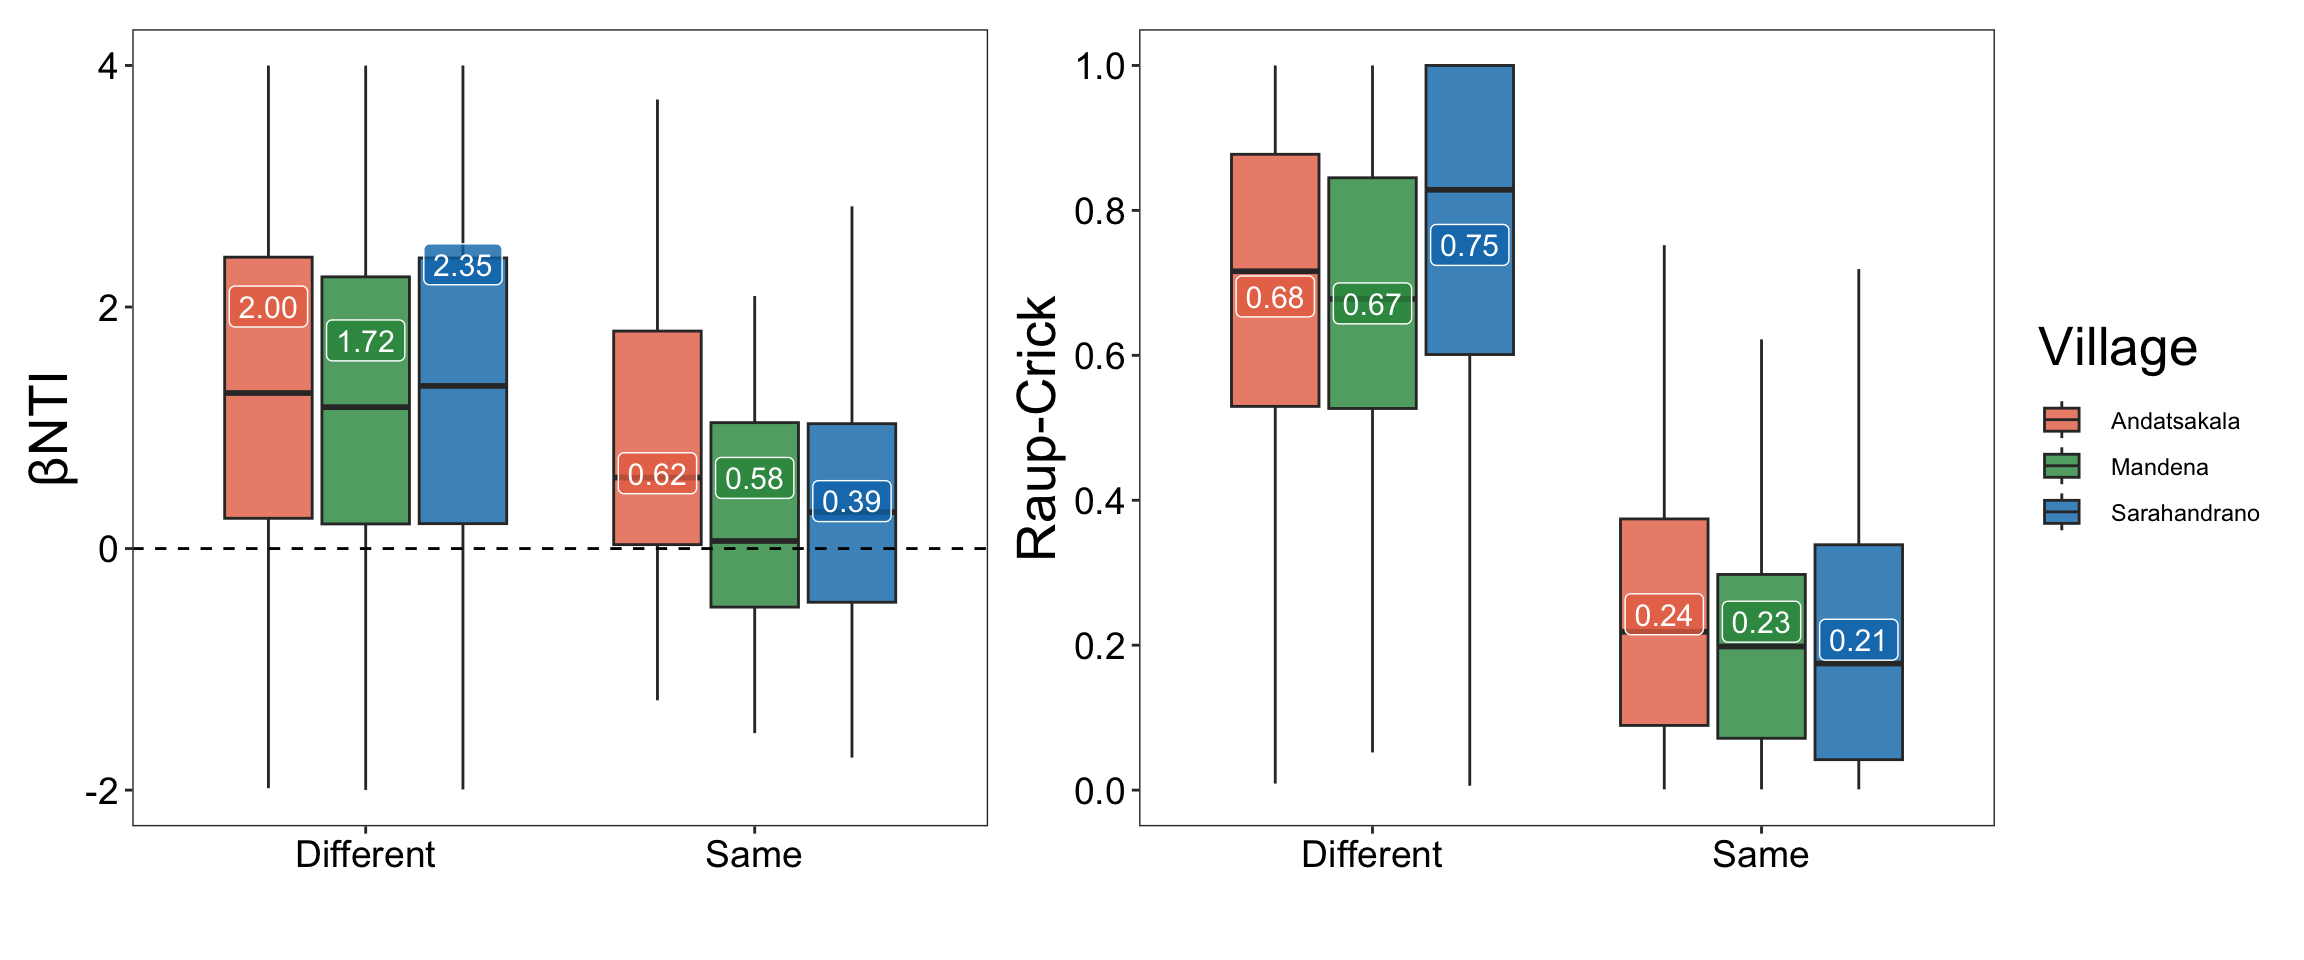 βNTI
4
2
0
-2
2.00
1.72
2.35
0.62
0.58
0.39
Different
Same
Raup-Crick
1.0
0.8
0.6
0.4
0.2
0.0
0.68
0.67
0.75
0.24
0.23
0.21
Different
Same
Village
Andatsakala
Mandena
Sarahandrano